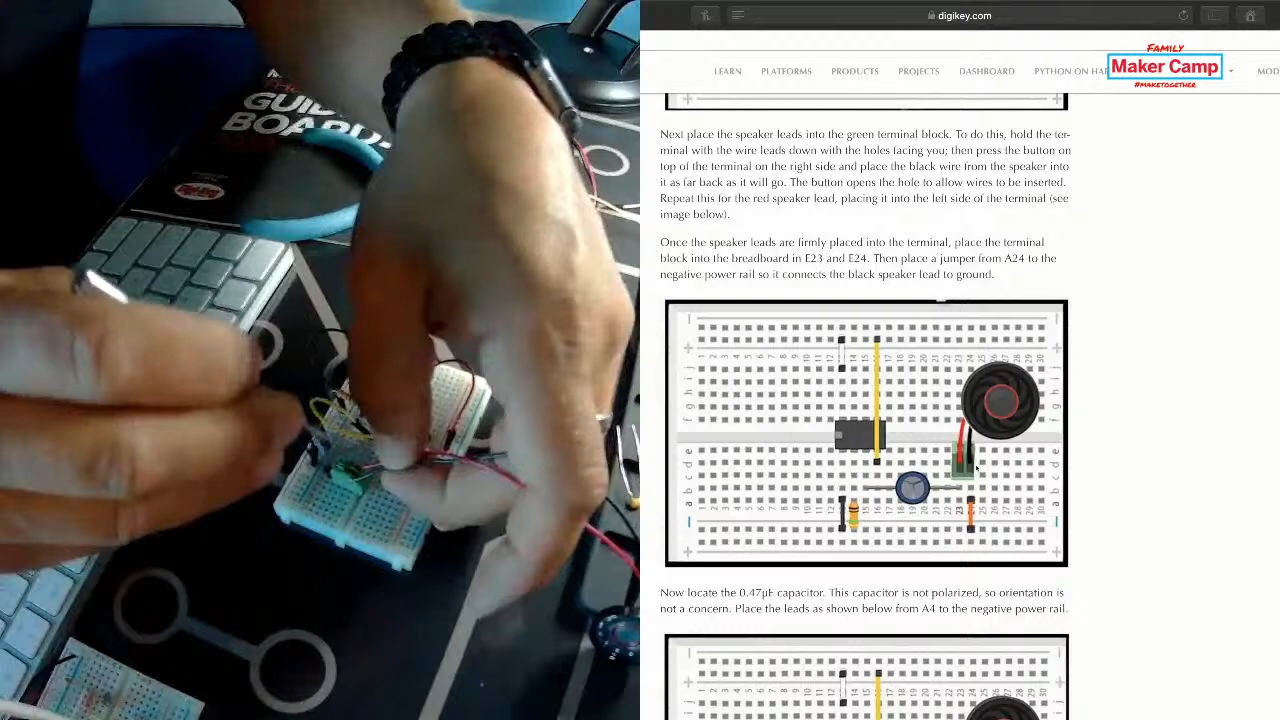 digikey.com
FAMILY
Maker Camp
#MAKETOGETHER
LEARN PLATFORMS PRODUCTS PROJECTS DASHBOARD PYTHON ON HA MOD
GUID
BOARD
Next place the speaker leads into the green terminal block. To do this, hold the ter-
minal with the wire leads down with the holes facing you; then press the button on
top of the terminal on the right side and place the black wire from the speaker into
it as far back as it will go. The button opens the hole to allow wires to be inserted.
Repeat this for the red speaker lead, placing it into the left side of the terminal (see
image below).
Once the speaker leads are firmly placed into the terminal, place the terminal
block into the breadboard in E23 and E24. Then place a jumper from A24 to the
negative power rail so it connects the black speaker lead to ground.
Now locate the 0.47µF capacitor. This capacitor is not polarized, so orientation is
not a concern. Place the leads as shown below from A4 to the negative power rail.